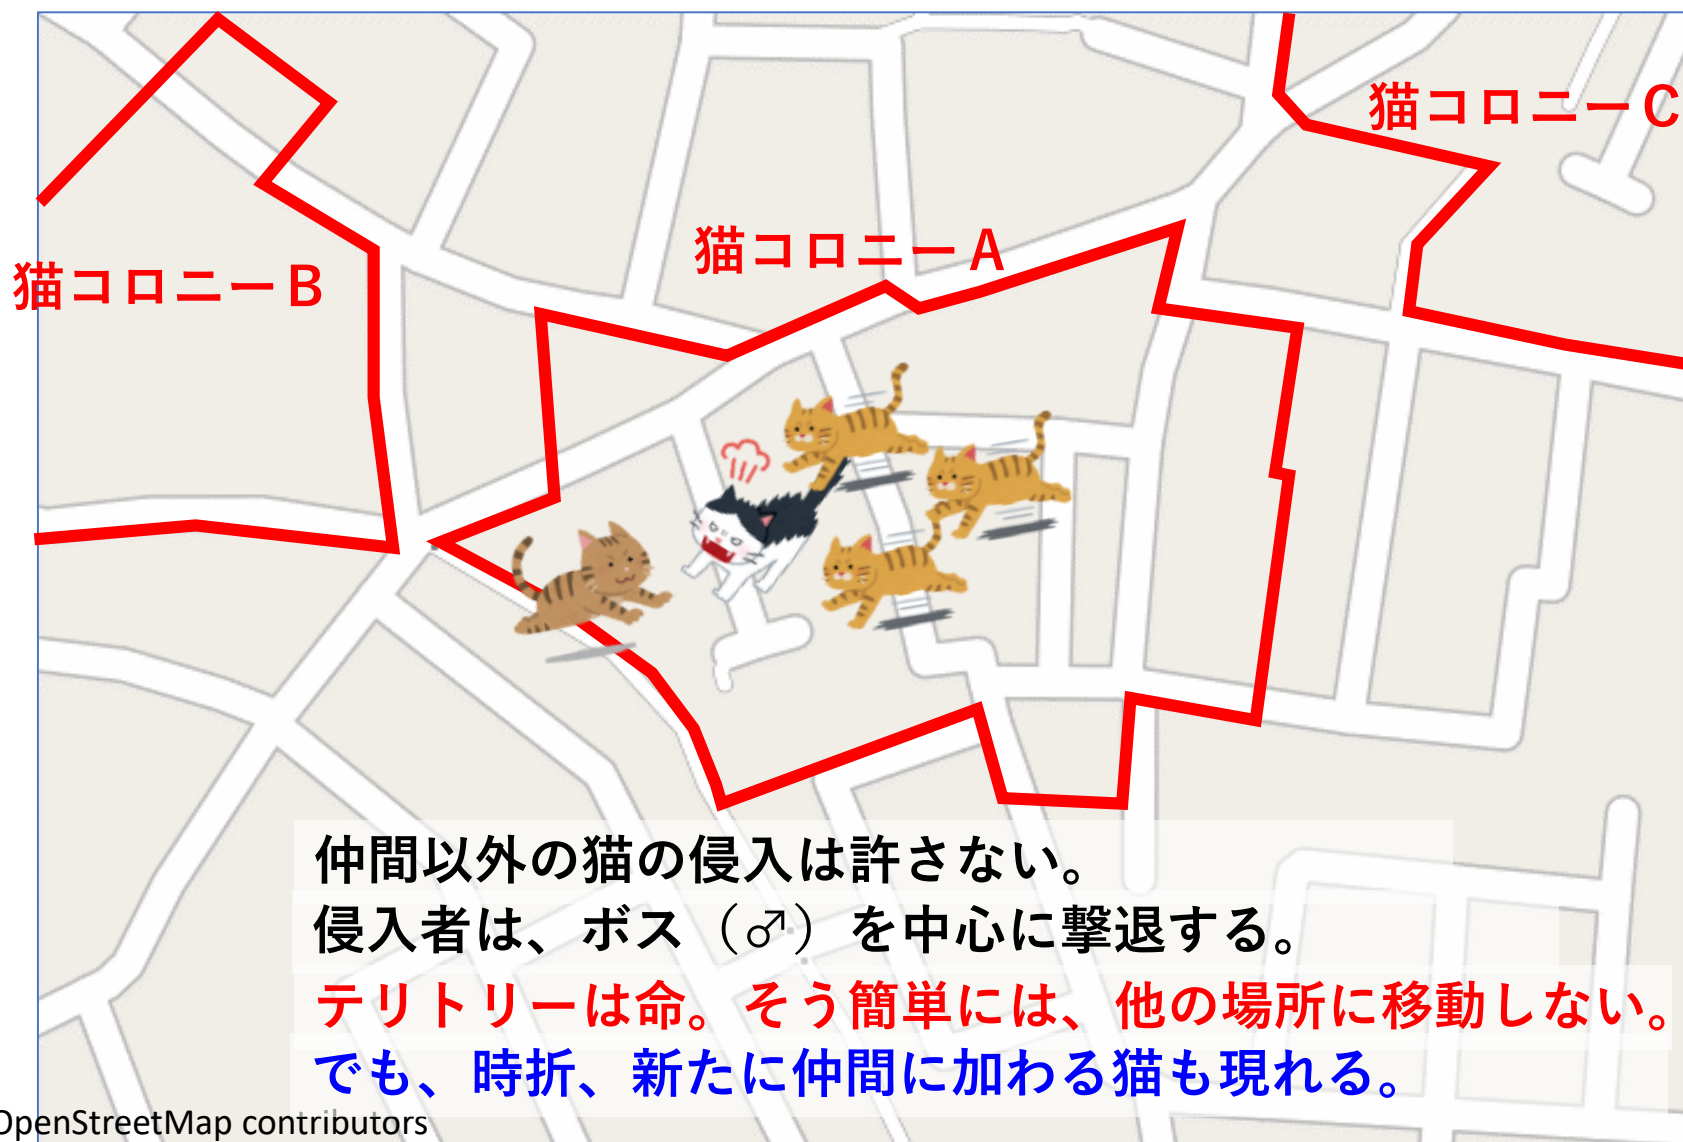 猫コロニーC
猫コロニーA
猫コロニーB
仲間以外の猫の侵入は許さない。
侵入者は、ボス（♂）を中心に撃退する。
テリトリーは命。そう簡単には、他の場所に移動しない。
でも、時折、新たに仲間に加わる猫も現れる。
OpenStreetMap contributors